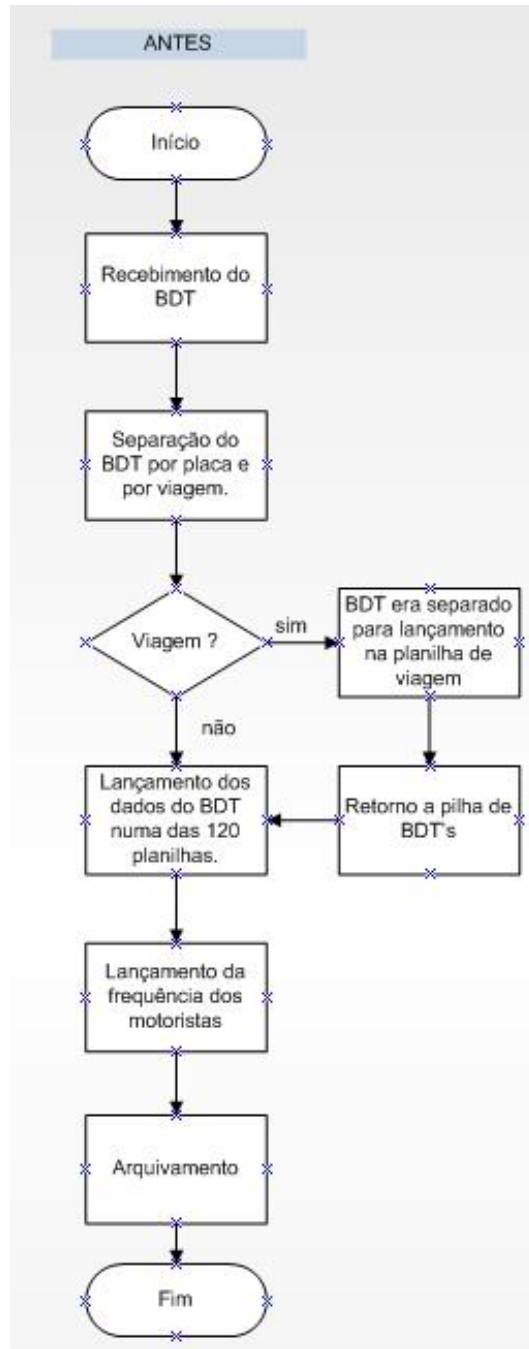 ANTES
Início
Recebimento do
BDT
Separação do
BDT por placa e
por viagem.
Viagem ?
sim
BDT era separado
para lançamento
na planilha de
viagem
não
Lançamento dos
dados do BDT
numa das 120
planilhas.
Retorno a pilha de
BDT's
Lançamento da
frequência dos
motoristas
Arquivamento
Fim